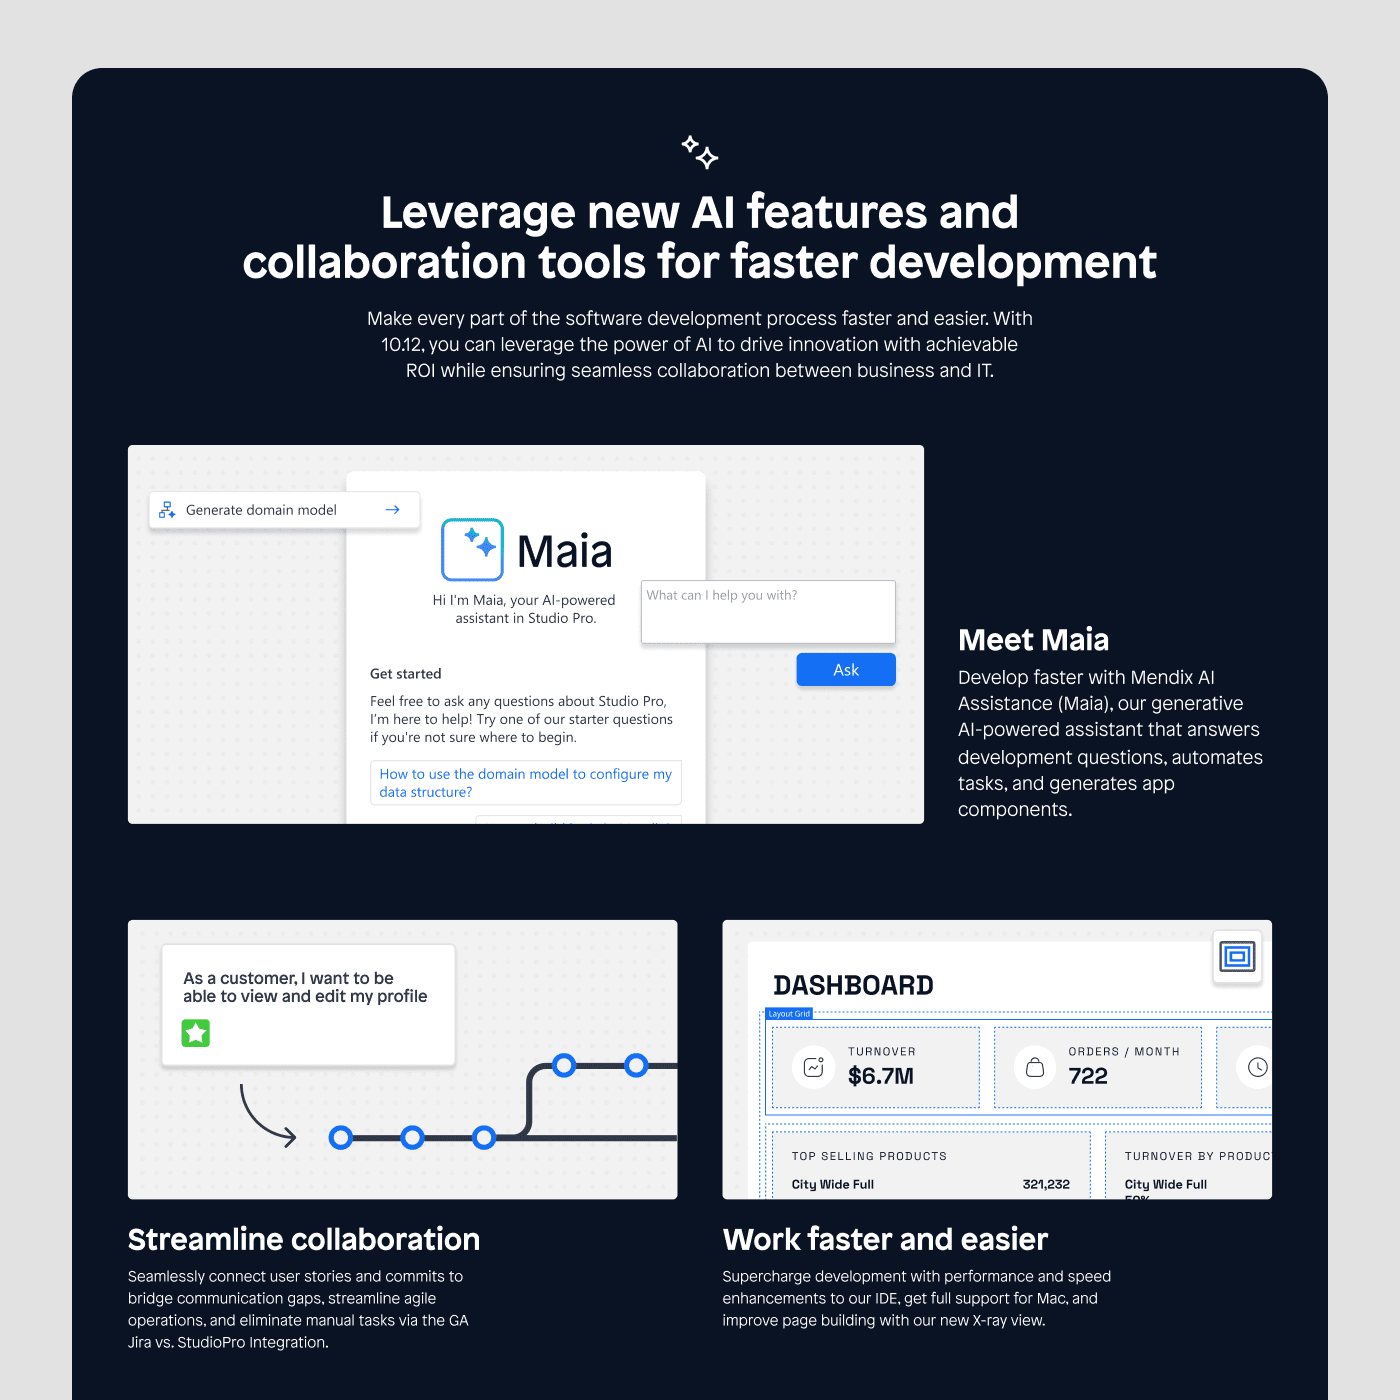 Leverage new AI features and
collaboration tools for faster development
Make every part of the software development process faster and easier. With
10.12, you can leverage the power of AI to drive innovation with achievable
ROI while ensuring seamless collaboration between business and IT.
Generate domain model
Maia
Hi I'm Maia, your AI-powered
assistant in Studio Pro.
What can I help you with?
Ask
Get started
Feel free to ask any questions about Studio Pro,
I'm here to help! Try one of our starter questions
if you're not sure where to begin.
How to use the domain model to configure my
data structure?
Meet Maia
Develop faster with Mendix AI
Assistance (Maia), our generative
AI-powered assistant that answers
development questions, automates
tasks, and generates app
components.
As a customer, I want to be
able to view and edit my profile
Streamline collaboration
Seamlessly connect user stories and commits to
bridge communication gaps, streamline agile
operations, and eliminate manual tasks via the GA
Jira vs. StudioPro Integration.
DASHBOARD
Layout Grid
TURNOVER
$6.7M
ORDERS / MONTH
722
TOP SELLING PRODUCTS
City Wide Full 321,232
TURNOVER BY PRODUC
City Wide Full
Work faster and easier
Supercharge development with performance and speed
enhancements to our IDE, get full support for Mac, and
improve page building with our new X-ray view.